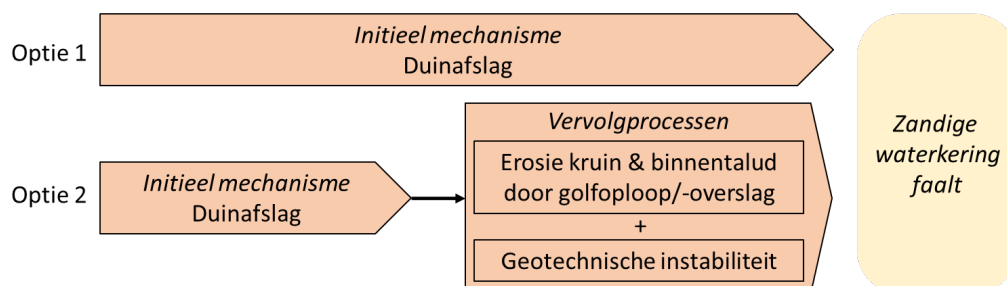 Optie 1
Initieel mechanisme
Duinafslag
Optie 2
Initieel mechanisme
Duinafslag
Vervolgprocessen
Erosie kruin & binnentalud
door golfoploop/-overslag
+
Geotechnische instabiliteit
Zandige
waterkering
faalt